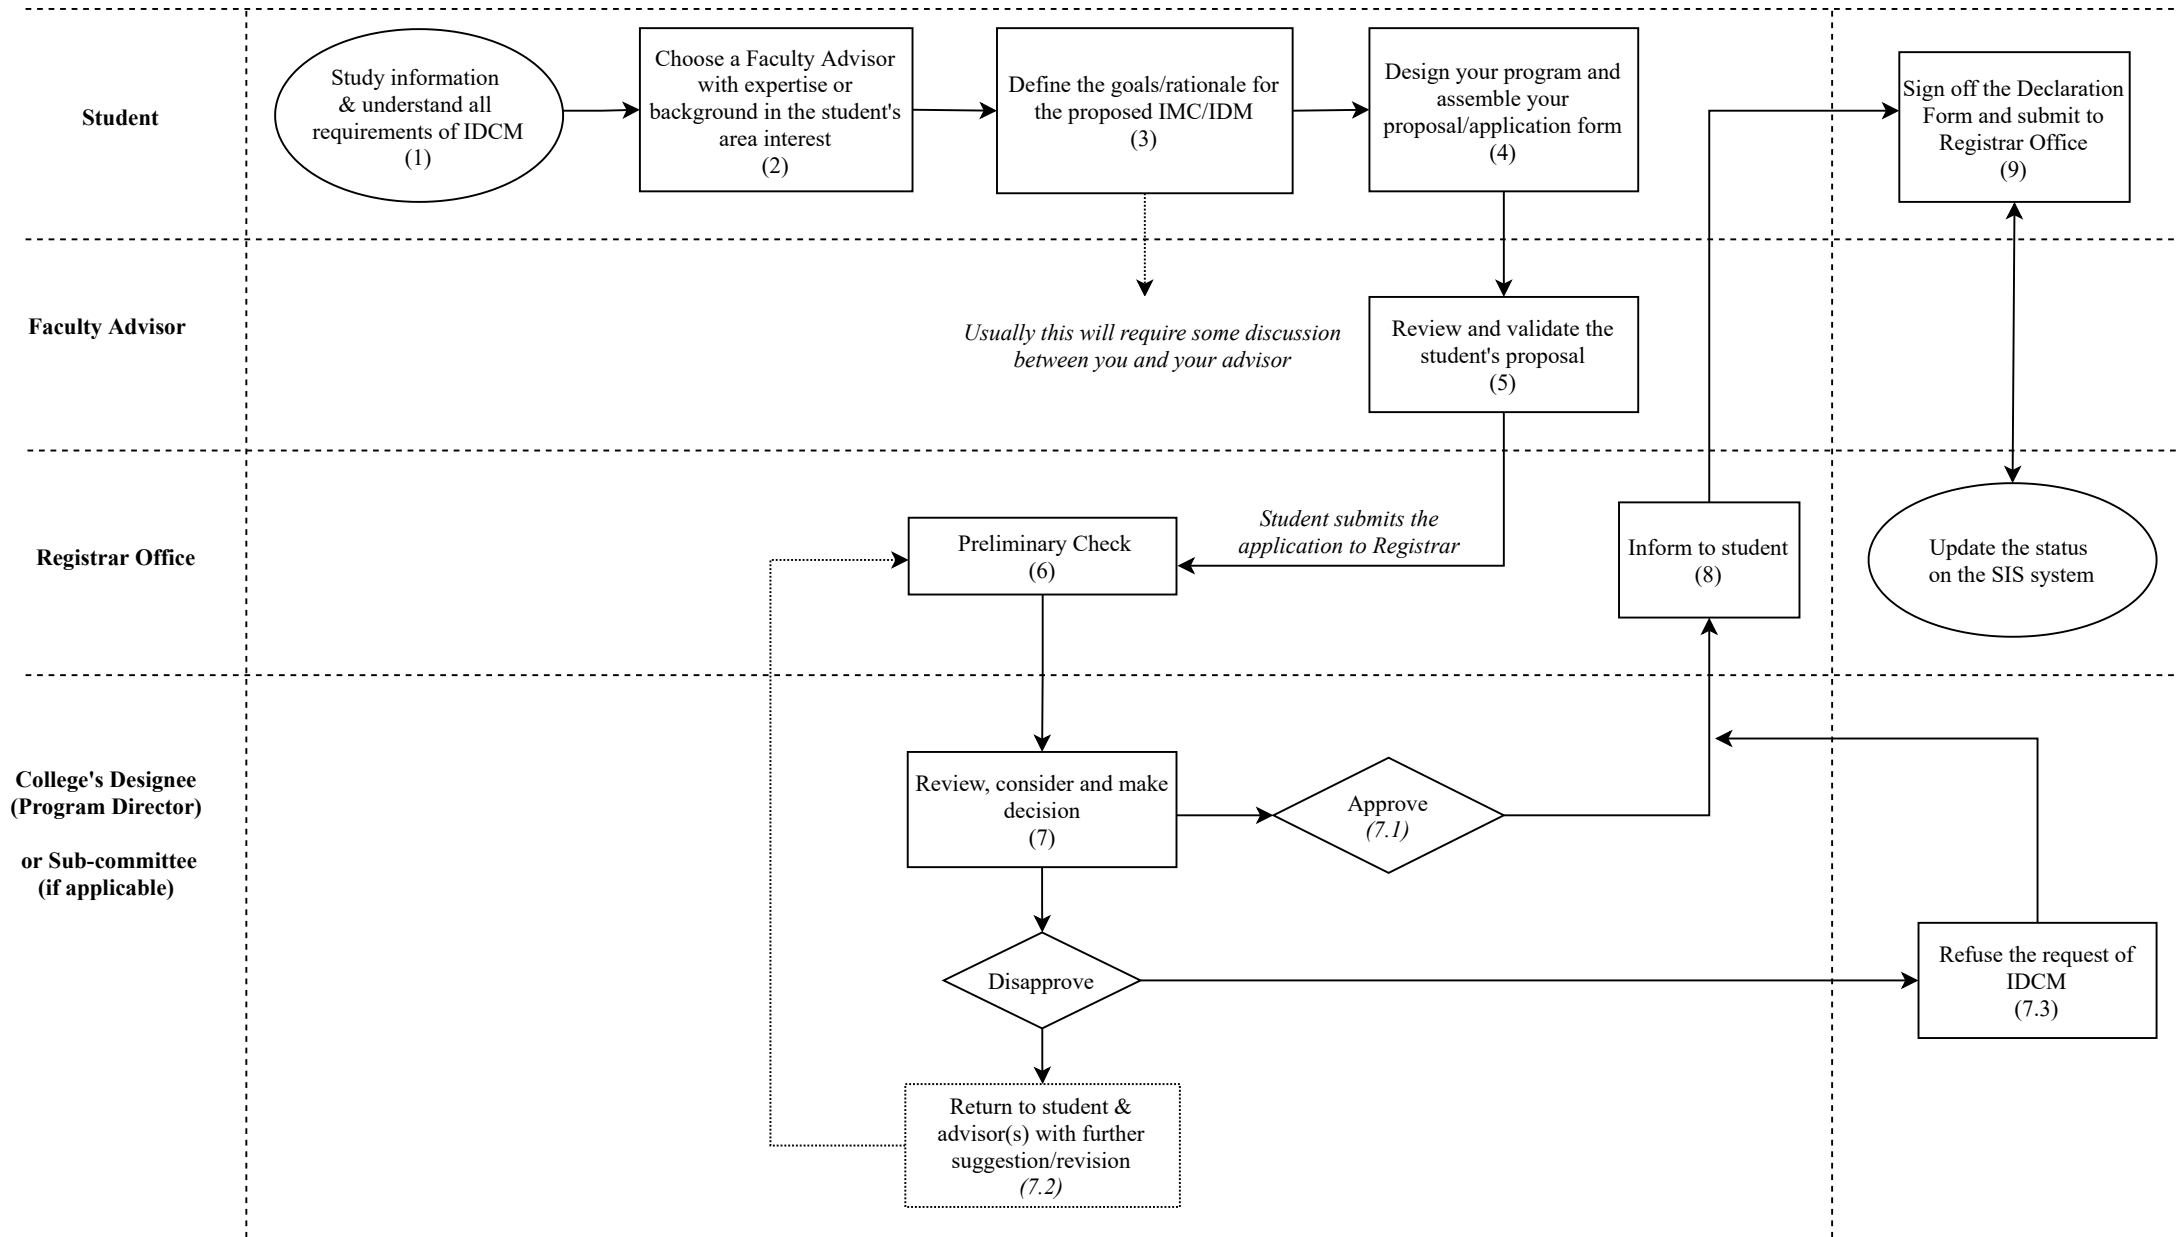 Student
Study information
& understand all
requirements of IDCM
(1)
Choose a Faculty Advisor
with expertise or
background in the student's
area interest
(2)
Define the goals/rationale for
the proposed IMC/IDM
(3)
Design your program and
assemble your
proposal/application form
(4)
Sign off the Declaration
Form and submit to
Registrar Office
(9)
Faculty Advisor
Usually this will require some discussion
between you and your advisor
Review and validate the
student's proposal
(5)
Registrar Office
Preliminary Check
(6)
Student submits the
application to Registrar
Inform to student
(8)
Update the status
on the SIS system
College's Designee
(Program Director)
or Sub-committee
(if applicable)
Review, consider and make
decision
(7)
Approve
(7.1)
Disapprove
Refuse the request of
IDCM
(7.3)
Return to student &
advisor(s) with further
suggestion/revision
(7.2)